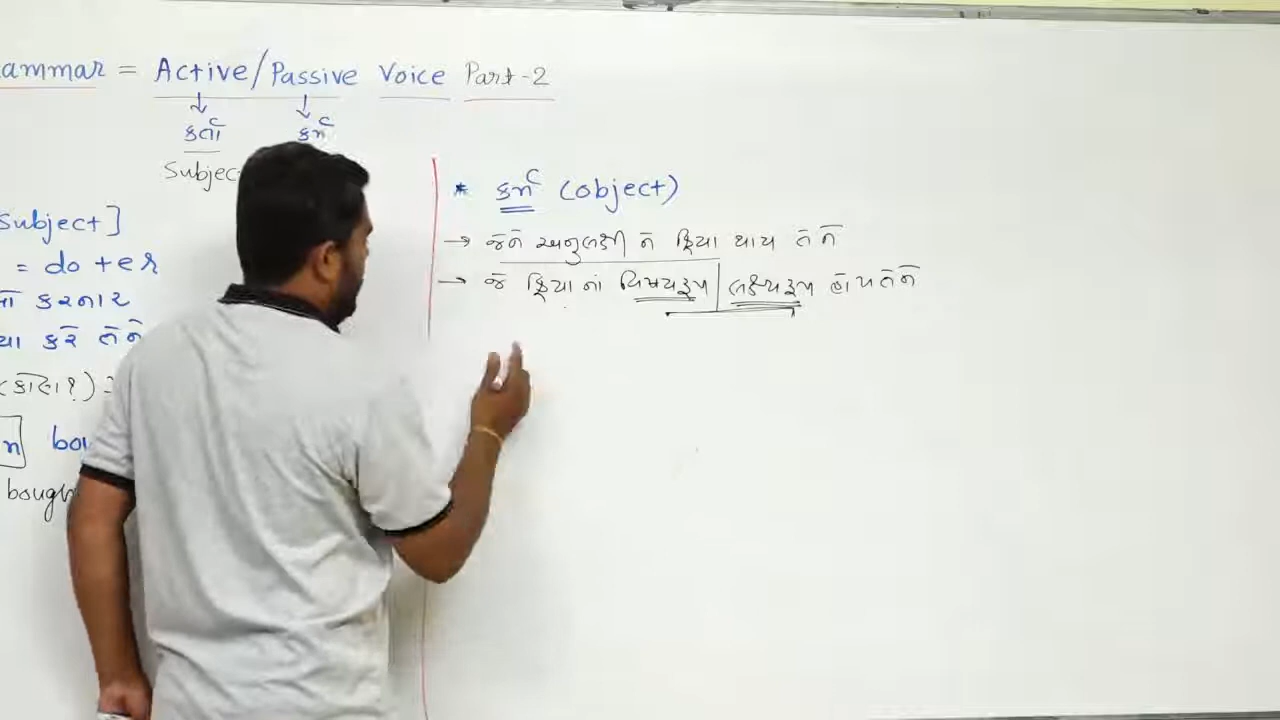 ammar = Active/Passive Voice Part-2
કર્તા કર્મ
Subjec
Subject]
= do + er
કરનાર
યા કરે તેને
(કોણ?) =
n bou
bough
* કર્મ (object)
→ જેને અનુલક્ષી ને ક્રિયા થાય તેને
→ જે ક્રિયા નાં વિષયરૂપ | લક્ષ્યરૂપ હોય તેને